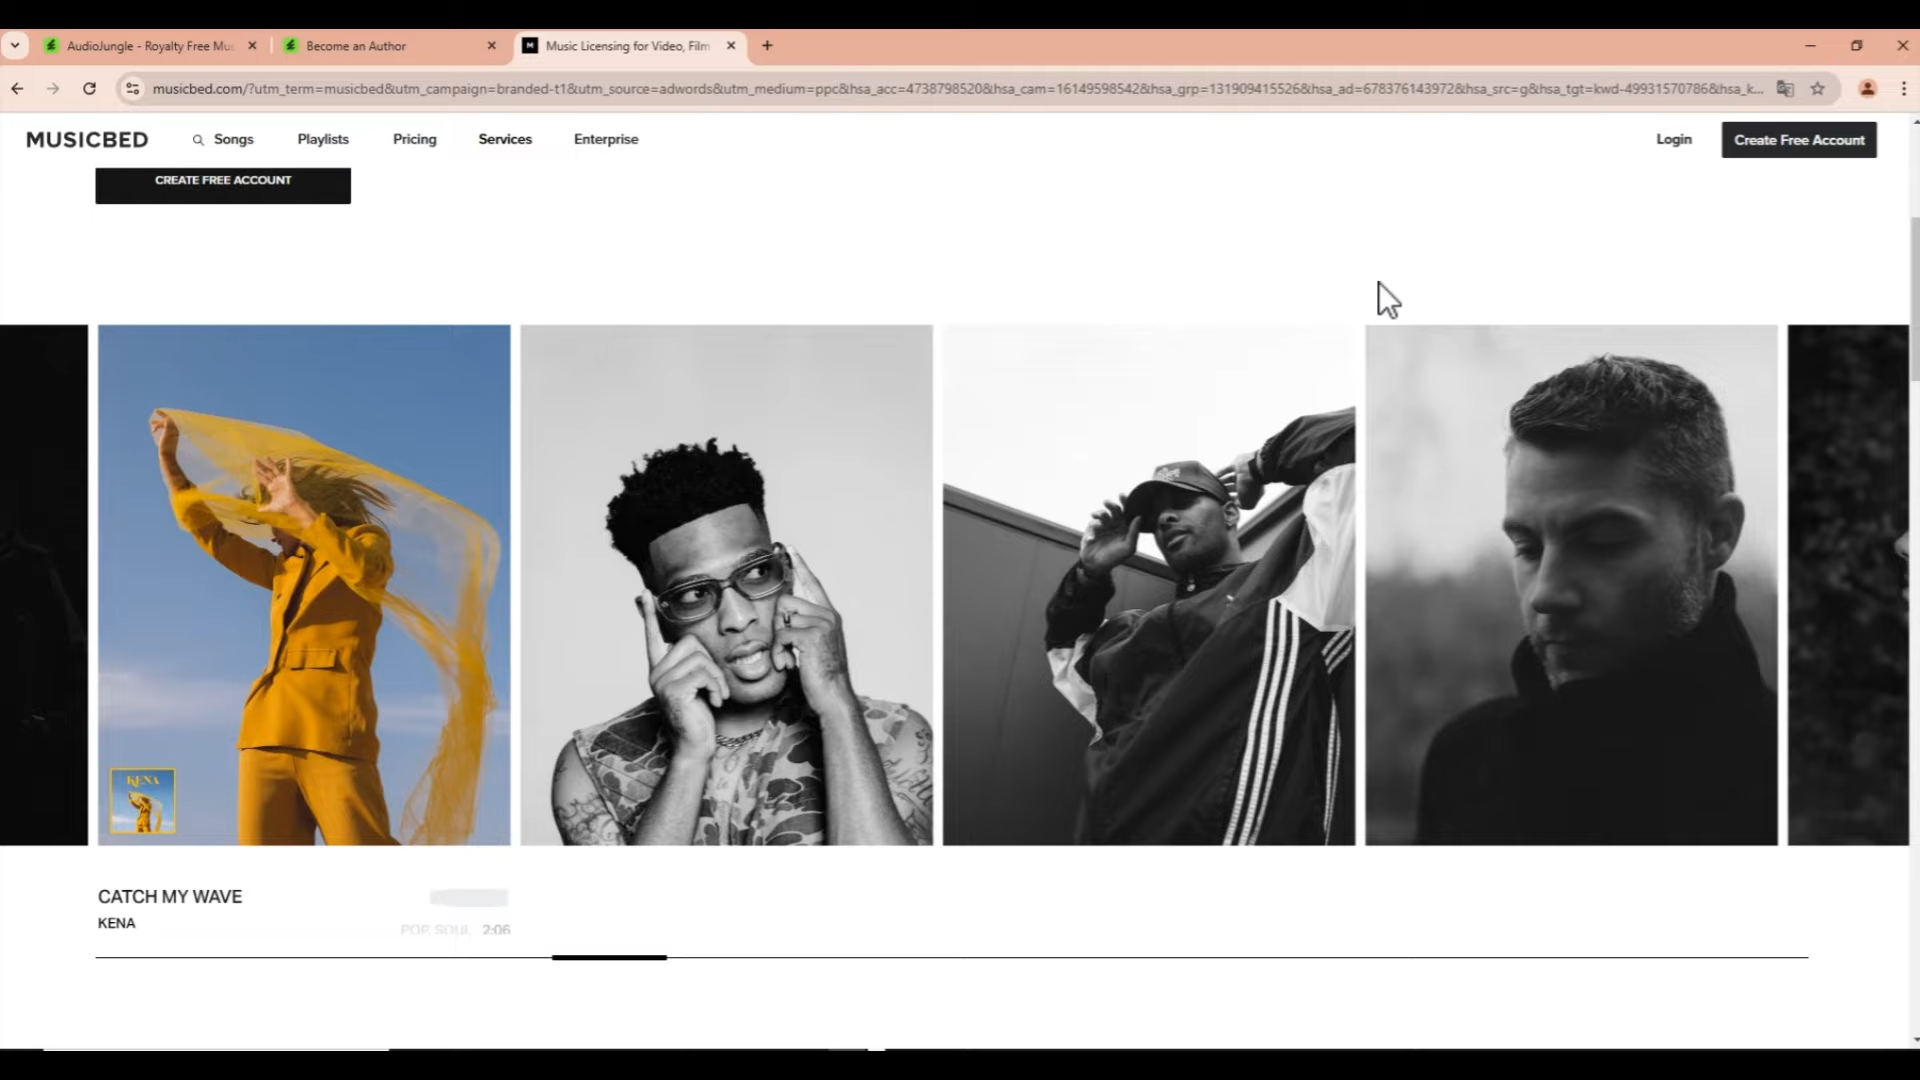 AudioJungle - Royalty Free Mus
Become an Author
Music Licensing for Video, Film
musicbed.com/?utm_term=musicbed&utm_campaign=branded-t1&utm_source=adwords&utm_medium=ppc&hsa_acc=4738798520&hsa_cam=16149598542&hsa_grp=131909415526&hsa_ad=678376143972&hsa_src=g&hsa_tgt=kwd-49931570786&hsa_k...
MUSICBED Songs Playlists Pricing Services Enterprise Login Create Free Account
CREATE FREE ACCOUNT
KENA
CATCH MY WAVE
KENA
POP, SOUL 2:06